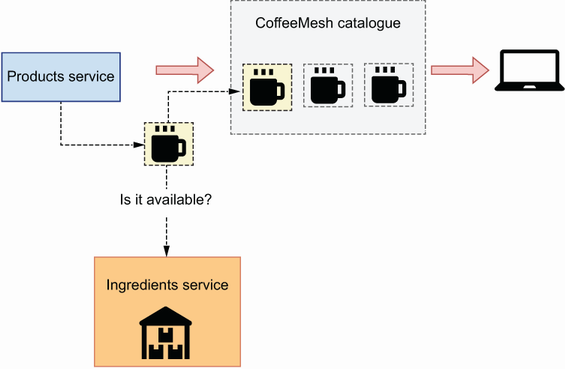 CoffeeMesh catalogue
Products service
Is it available?
Ingredients service